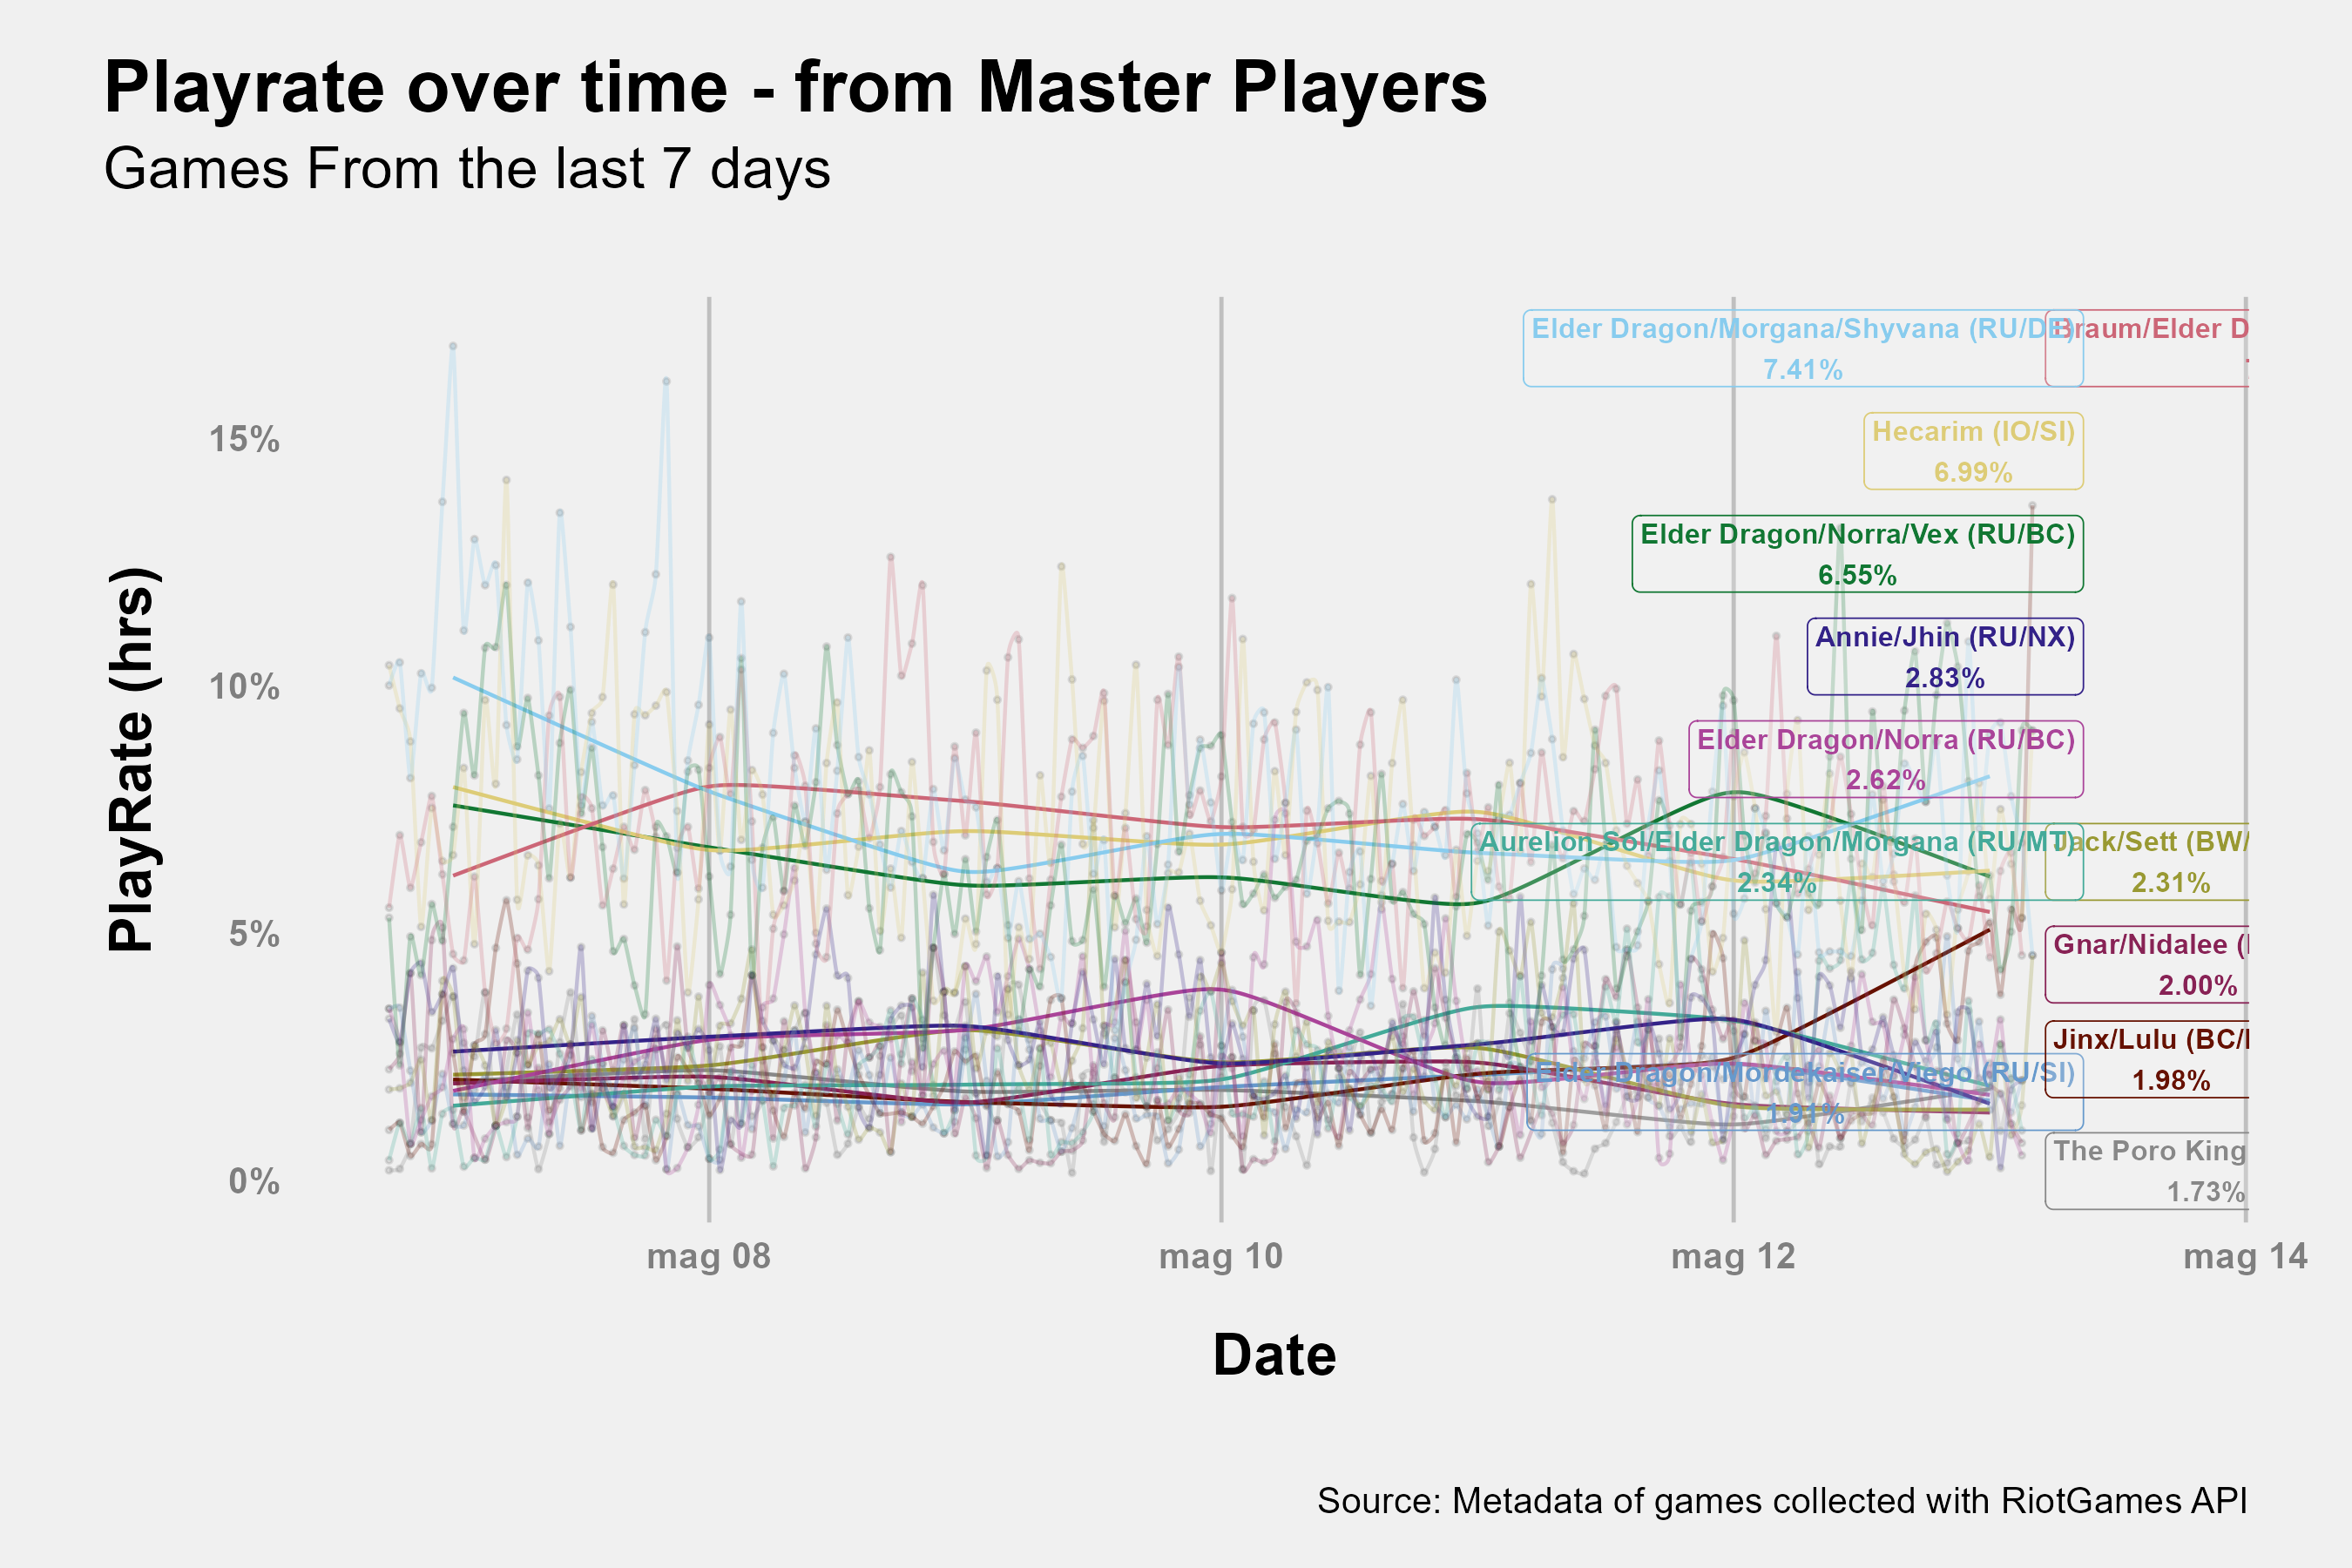 Playrate over time - from Master Players
Games From the last 7 days
PlayRate (hrs)
15%
10%
5%
0%
Elder Dragon/Morgana/Shyvana (RU/DE)
7.41%
Braum/Elder D
Hecarim (IO/SI)
6.99%
Elder Dragon/Norra/Vex (RU/BC)
6.55%
Annie/Jhin (RU/NX)
2.83%
Elder Dragon/Norra (RU/BC)
2.62%
Aurelion Sol/Elder Dragon/Morgana (RU/MT)
2.34%
Jack/Sett (BW/
2.31%
Gnar/Nidalee (
2.00%
Jinx/Lulu (BC/
1.98%
Elder Dragon/Mordekaiser/Viego (RU/SI)
1.91%
The Poro King
1.73%
mag 08
mag 10
mag 12
mag 14
Date
Source: Metadata of games collected with RiotGames API